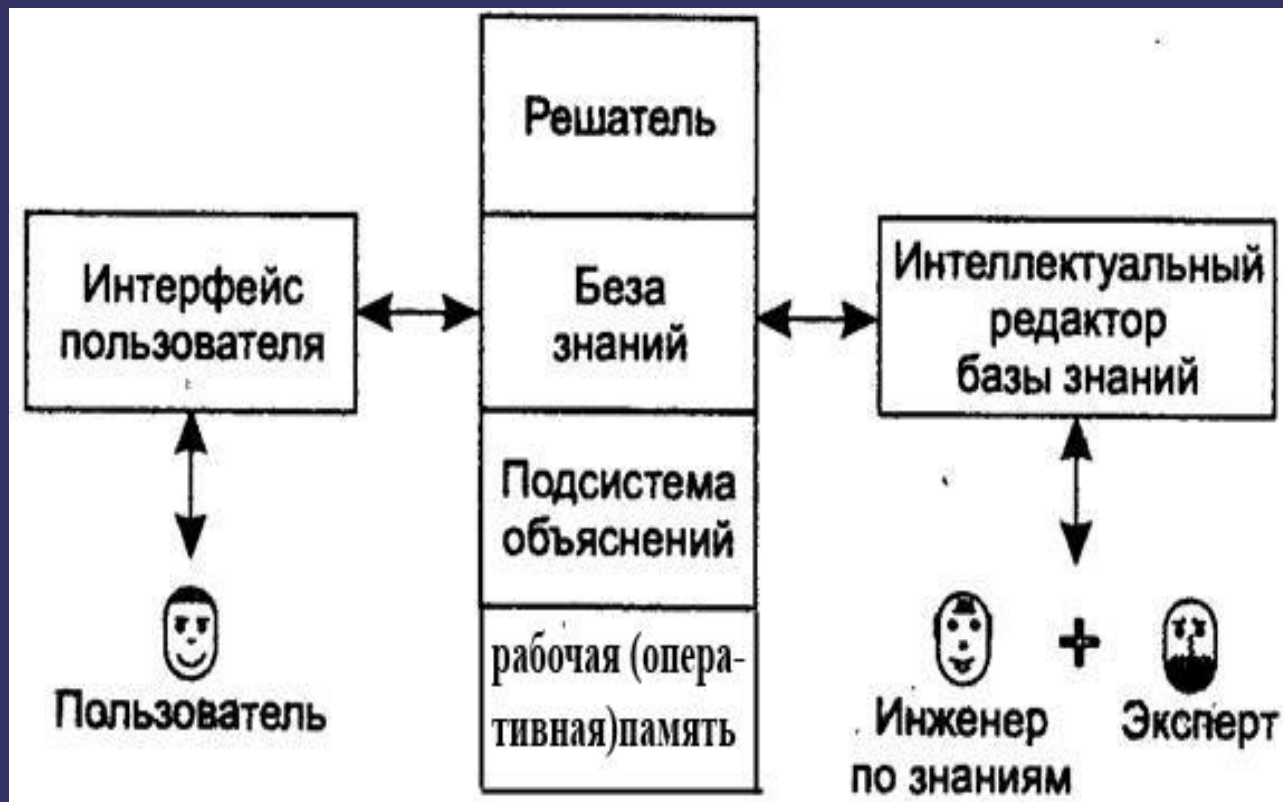 Решатель
Интерфейс
пользователя
Беза
знаний
Интеллектуальный
редактор
базы знаний
Подсистема
объяснений
рабочая (опера-
тивная)память
Пользователь
Инженер
по знаниям
+
Эксперт